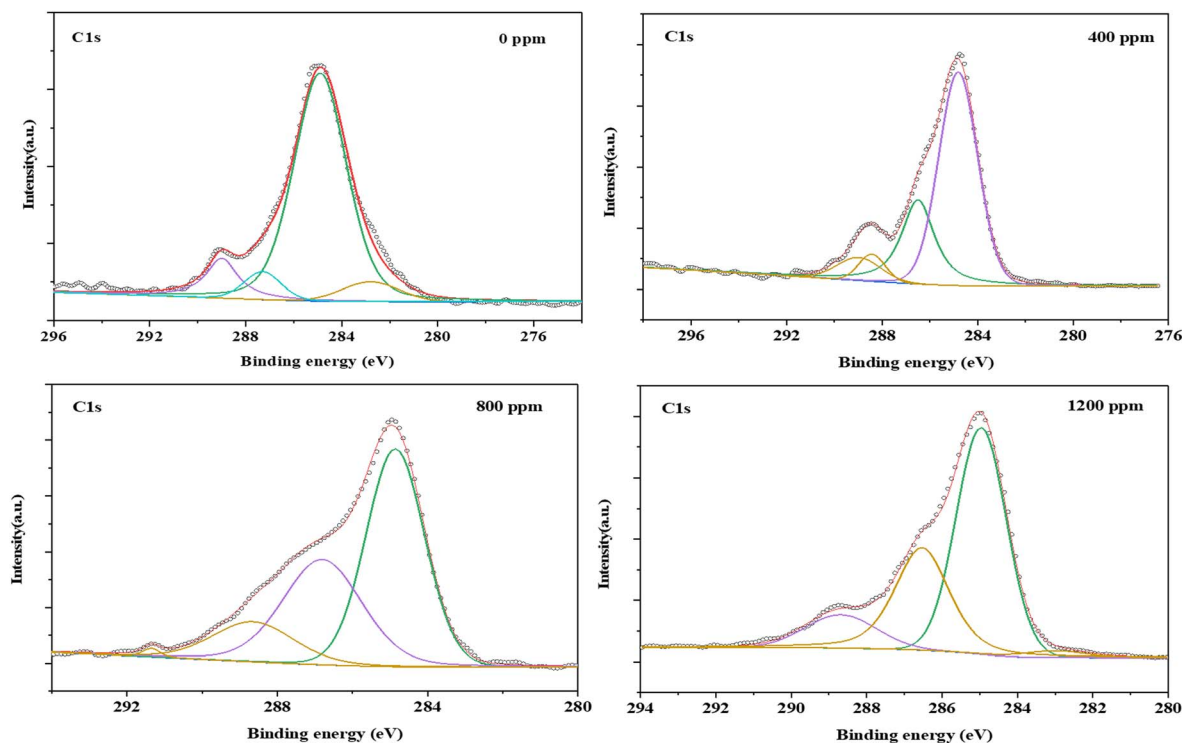 C1s
0 ppm
Intensity(a.u.)
296 292 288 284 280 276
Binding energy (eV)
C1s
400 ppm
Intensity(a.u.)
296 292 288 284 280 276
Binding energy (eV)
C1s
800 ppm
Intensity(a.u.)
292 288 284 280
Binding energy (eV)
C1s
1200 ppm
Intensity(a.u.)
294 292 290 288 286 284 282 280
Binding energy (eV)